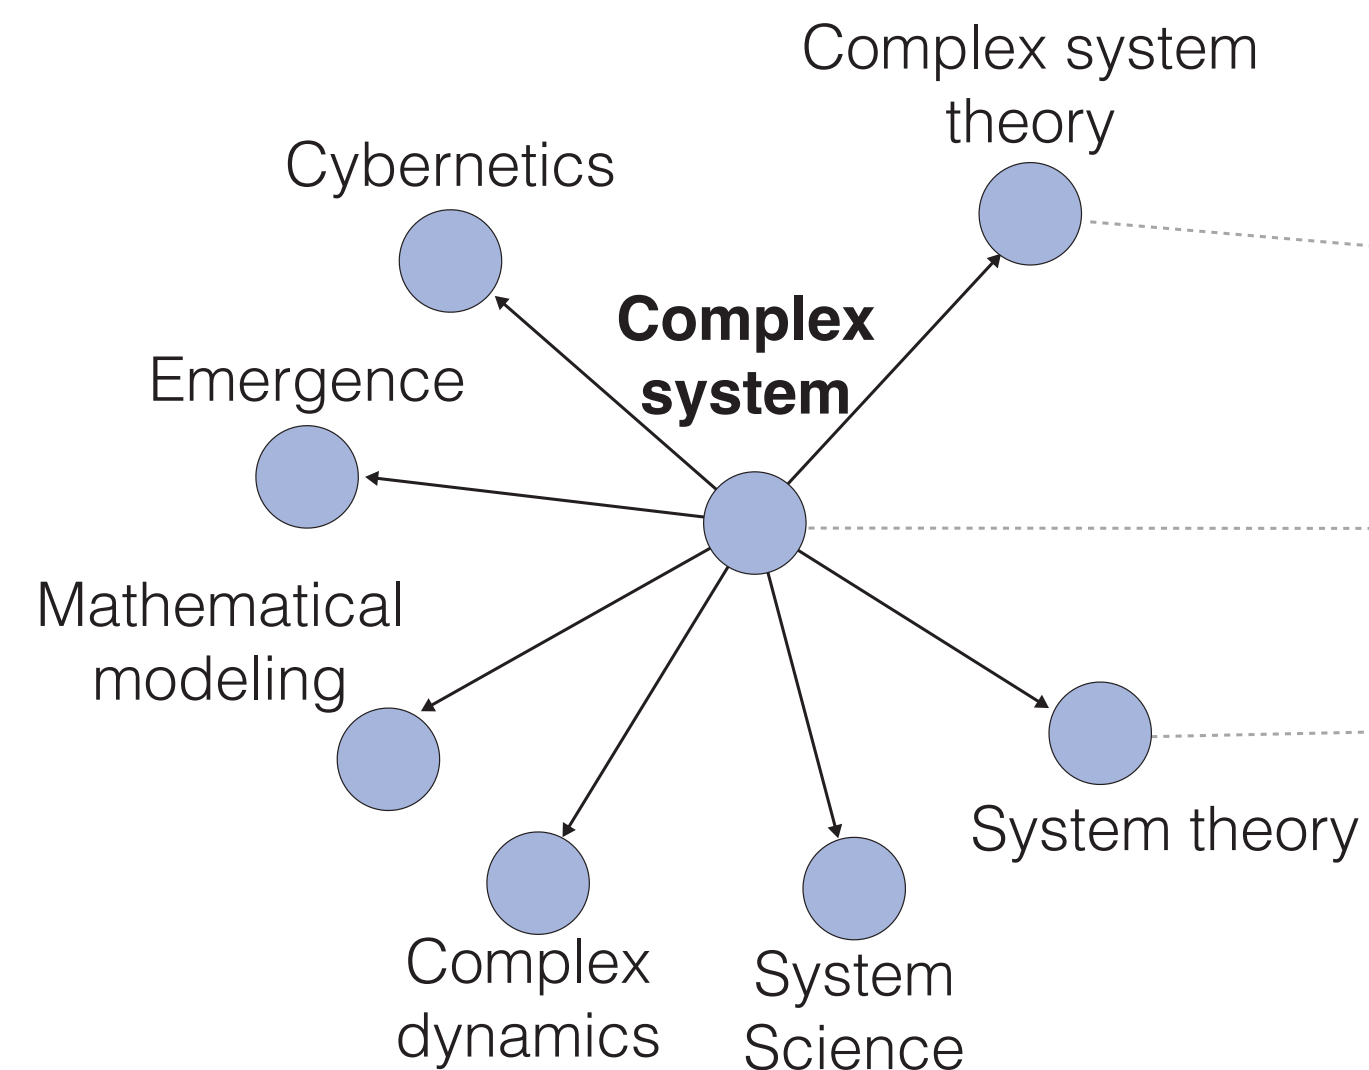 Complex system
theory
Cybernetics
Complex
system
Emergence
Mathematical
modeling
System theory
Complex
dynamics
System
Science